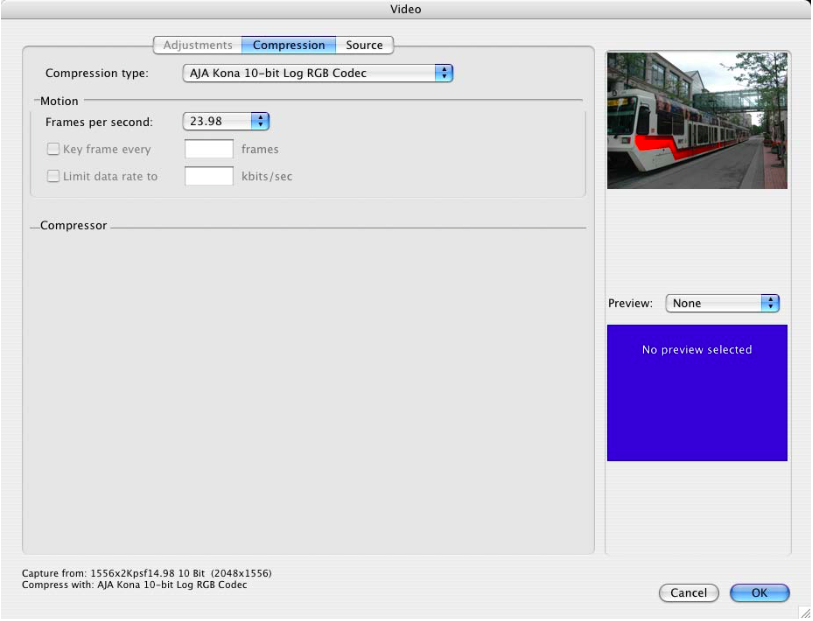 Video
Adjustments Compression Source
Compression type: AJA Kona 10-bit Log RGB Codec
Motion
Frames per second: 23.98
Key frame every frames
Limit data rate to kbits/sec
Compressor
Preview: None
No preview selected
Capture from: 1556x2Kpsf14.98 10 Bit (2048x1556)
Compress with: AJA Kona 10-bit Log RGB Codec
Cancel OK